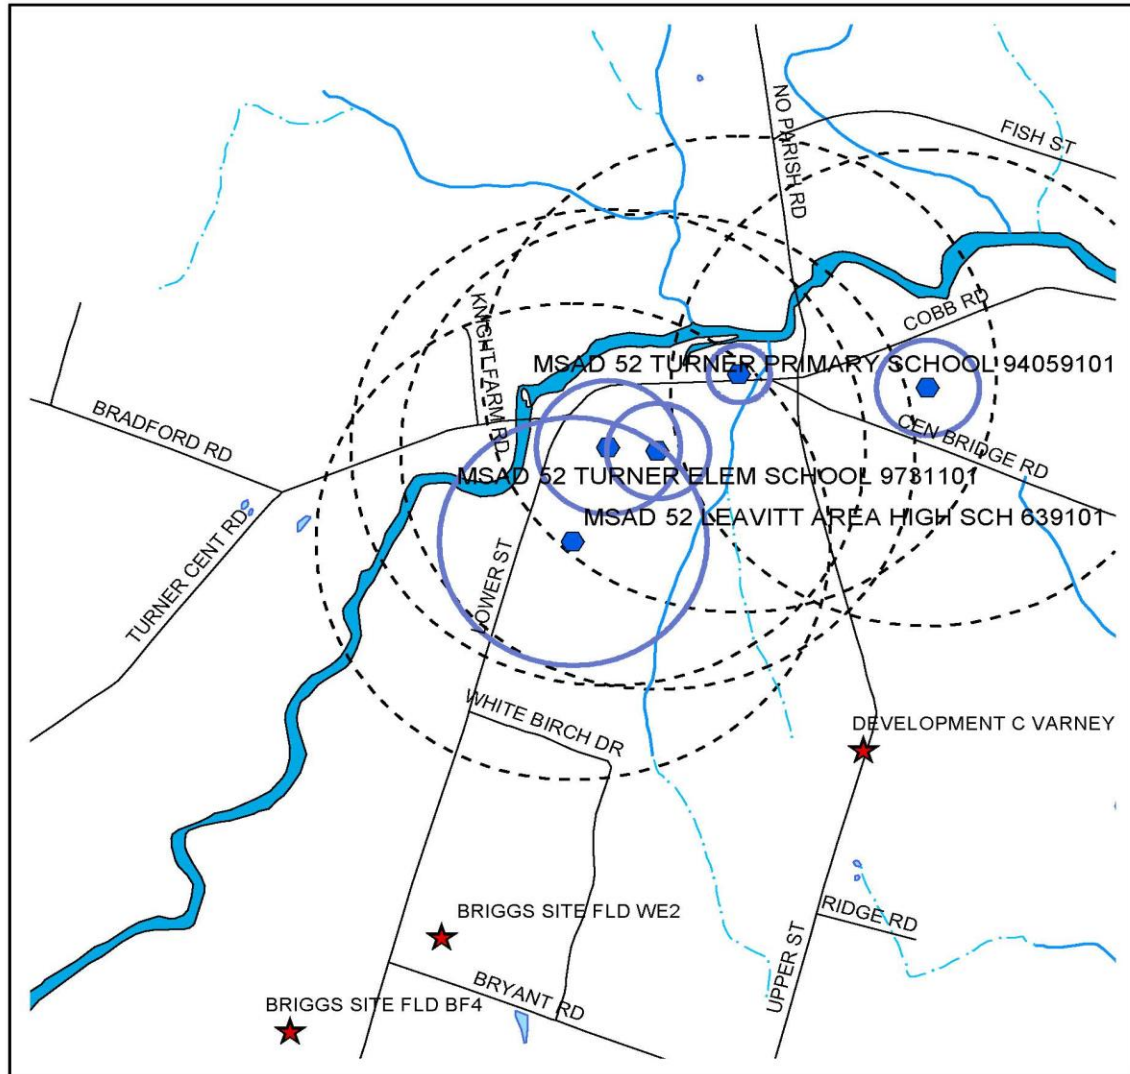 NO PARISH RD
FISH ST
KNIGHT FARM RD
COBB RD
MSAD 52 TURNER PRIMARY SCHOOL 94059101
BRADFORD RD
CEN BRIDGE RD
MSAD 52 TURNER ELEM SCHOOL 9731101
MSAD 52 LEAVITT AREA HIGH SCH 639101
TURNER CENT RD
LOWER ST
WHITE BIRCH DR
DEVELOPMENT C VARNEY
BRIGGS SITE FLD WE2
RIDGE RD
UPPER ST
BRYANT RD
BRIGGS SITE FLD BF4